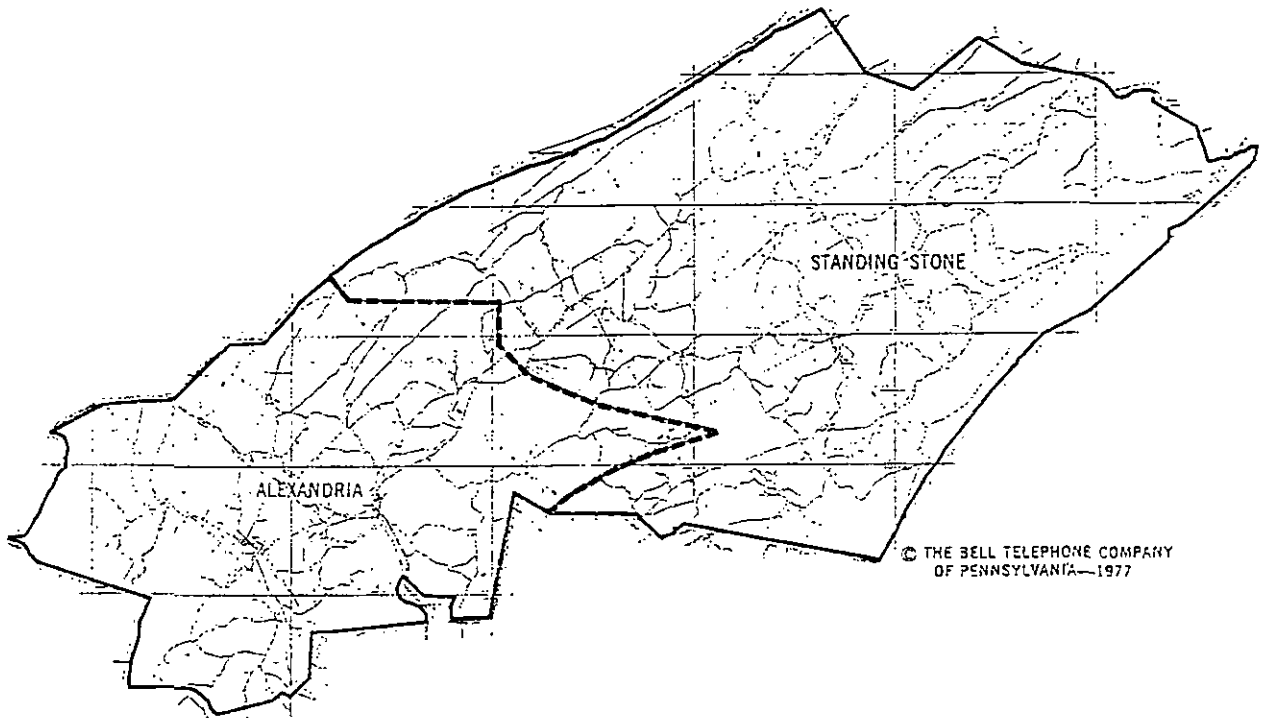 STANDING STONE
ALEXANDRIA
© THE BELL TELEPHONE COMPANY
OF PENNSYLVANIA—1977